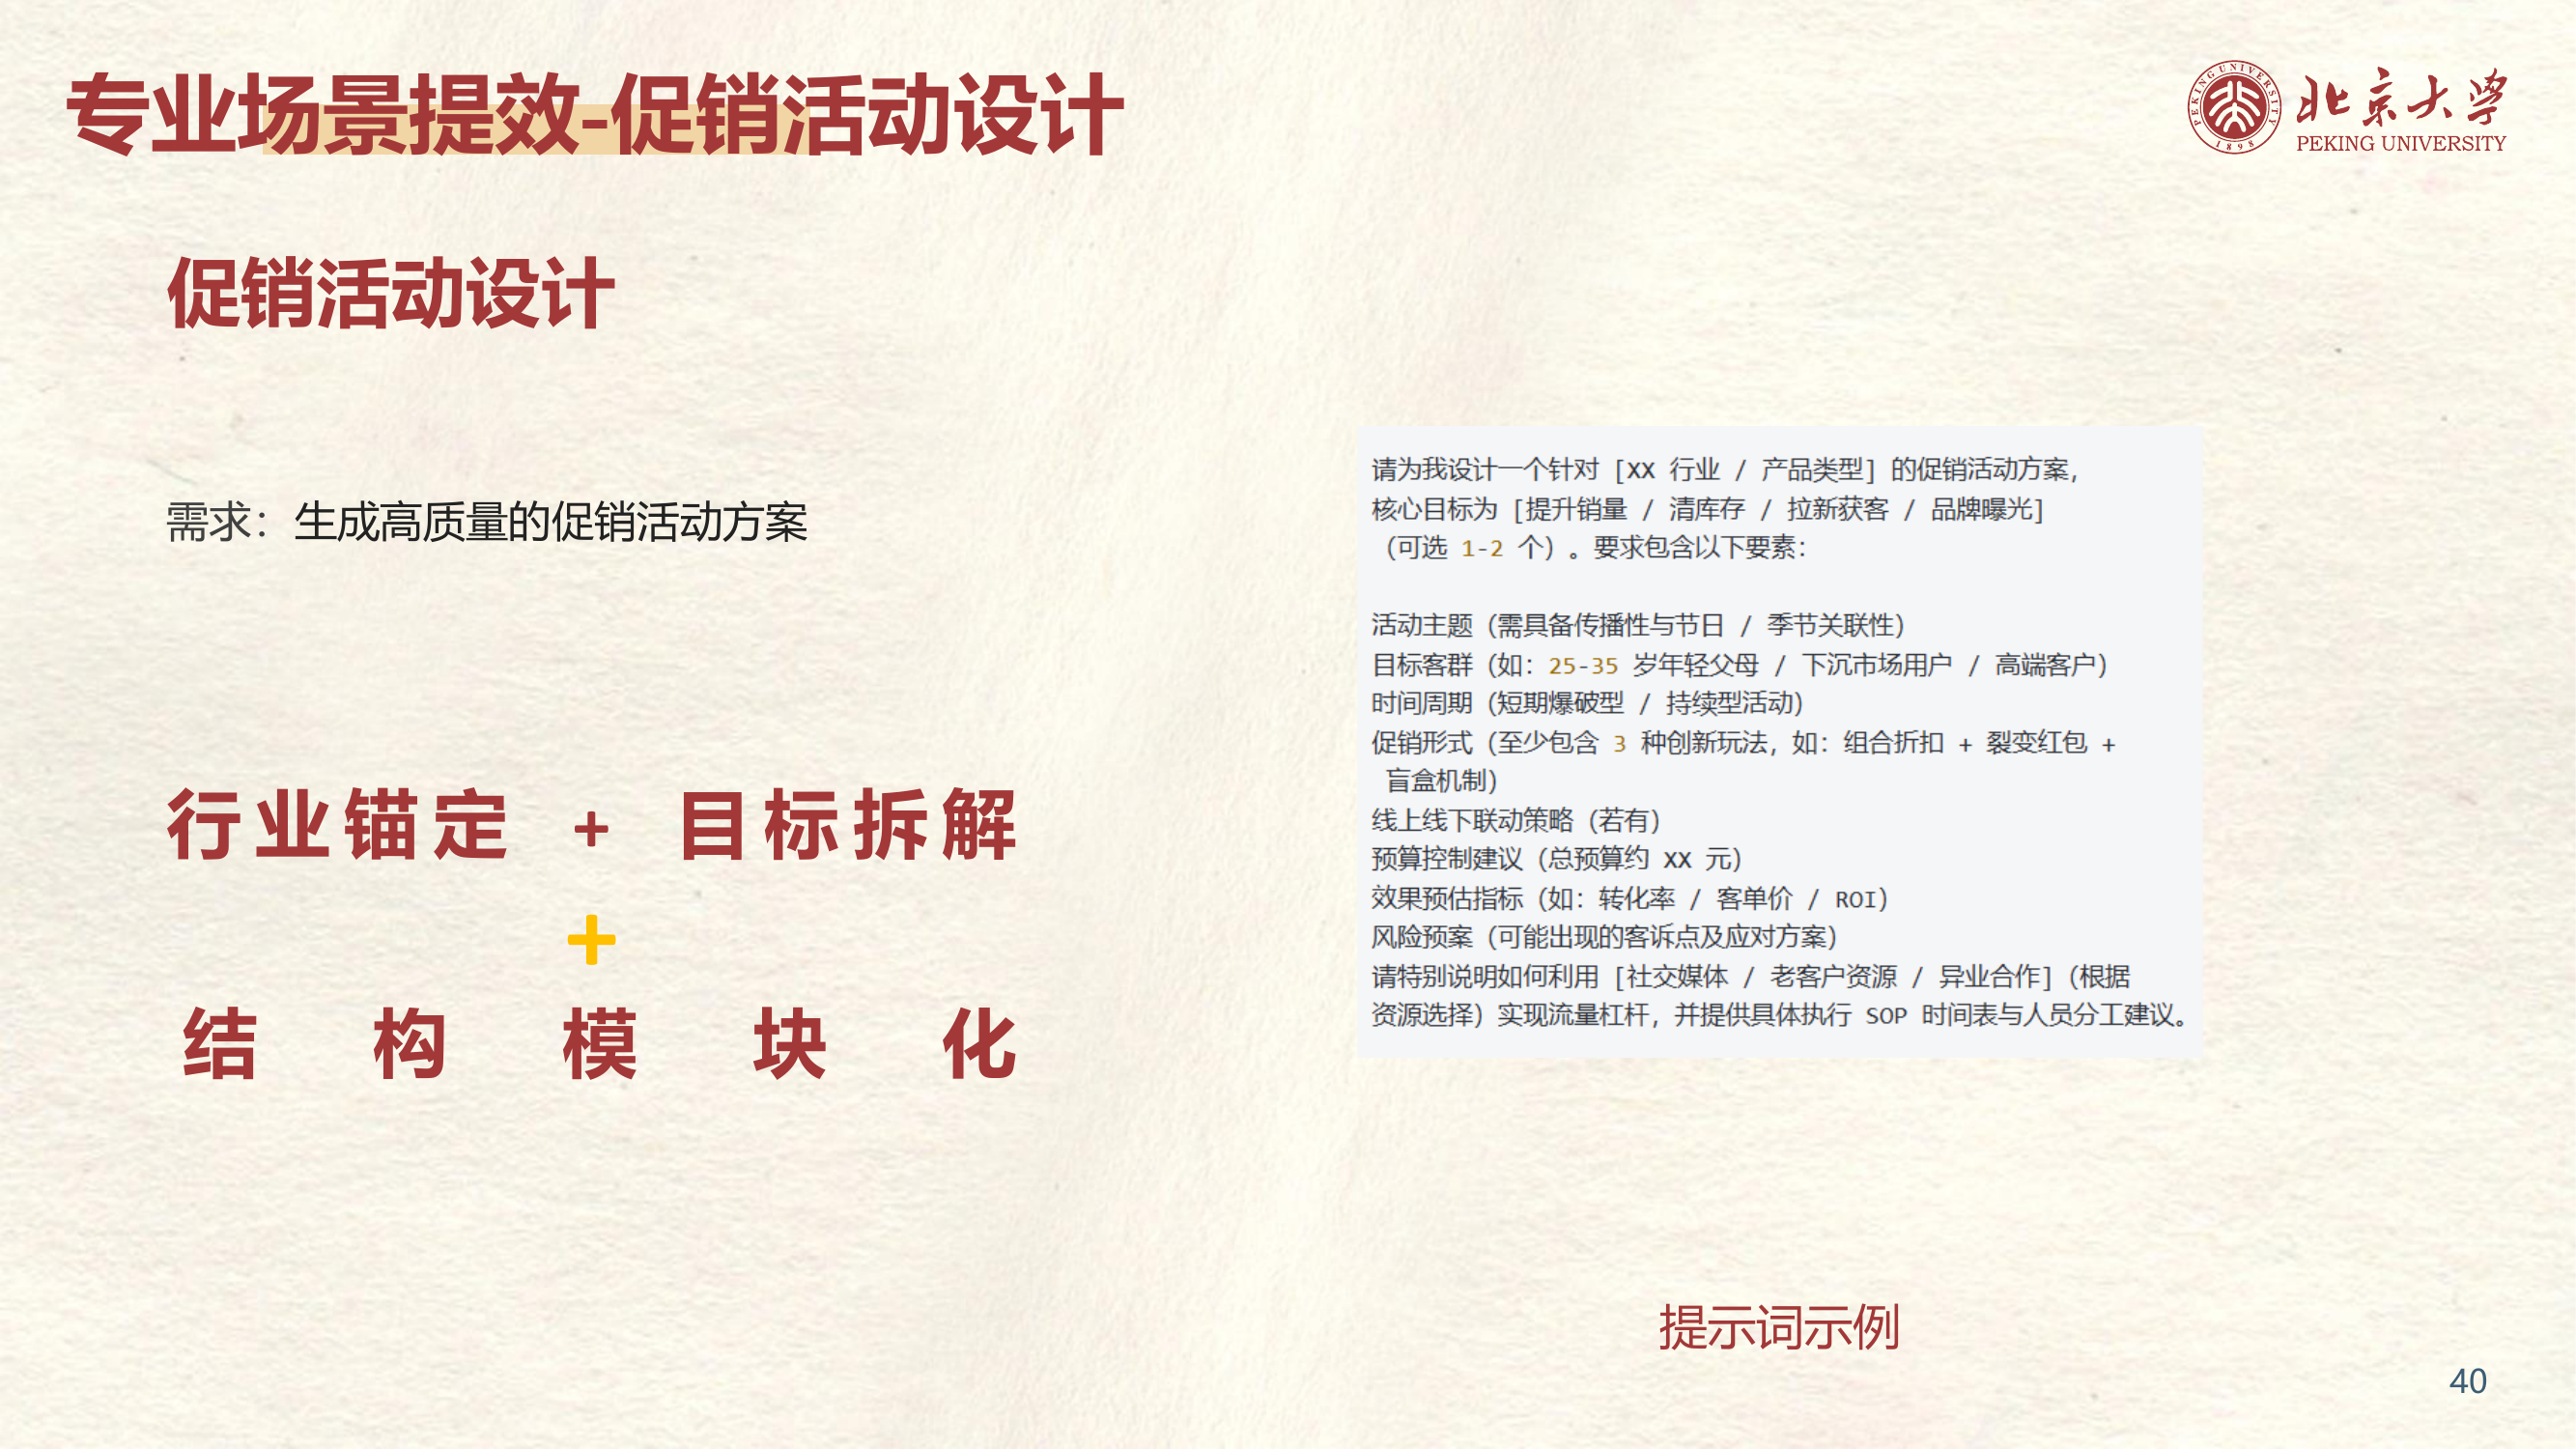 专业场景提效-促销活动设计
PEKING UNIVERSITY
1898
北京大学
PEKING UNIVERSITY
促销活动设计
需求：生成高质量的促销活动方案
行业锚定 + 目标拆解
+
结构模块化
请为我设计一个针对 [XX 行业 / 产品类型] 的促销活动方案，
核心目标为 [提升销量 / 清库存 / 拉新获客 / 品牌曝光]
（可选 1-2 个）。要求包含以下要素：
活动主题（需具备传播性与节日 / 季节关联性）
目标客群（如：25-35 岁年轻父母 / 下沉市场用户 / 高端客户）
时间周期（短期爆破型 / 持续型活动）
促销形式（至少包含 3 种创新玩法，如：组合折扣 + 裂变红包 +
盲盒机制）
线上线下联动策略（若有）
预算控制建议（总预算约 XX 元）
效果预估指标（如：转化率 / 客单价 / ROI）
风险预案（可能出现的客诉点及应对方案）
请特别说明如何利用 [社交媒体 / 老客户资源 / 异业合作]（根据
资源选择）实现流量杠杆，并提供具体执行 SOP 时间表与人员分工建议。
提示词示例
40